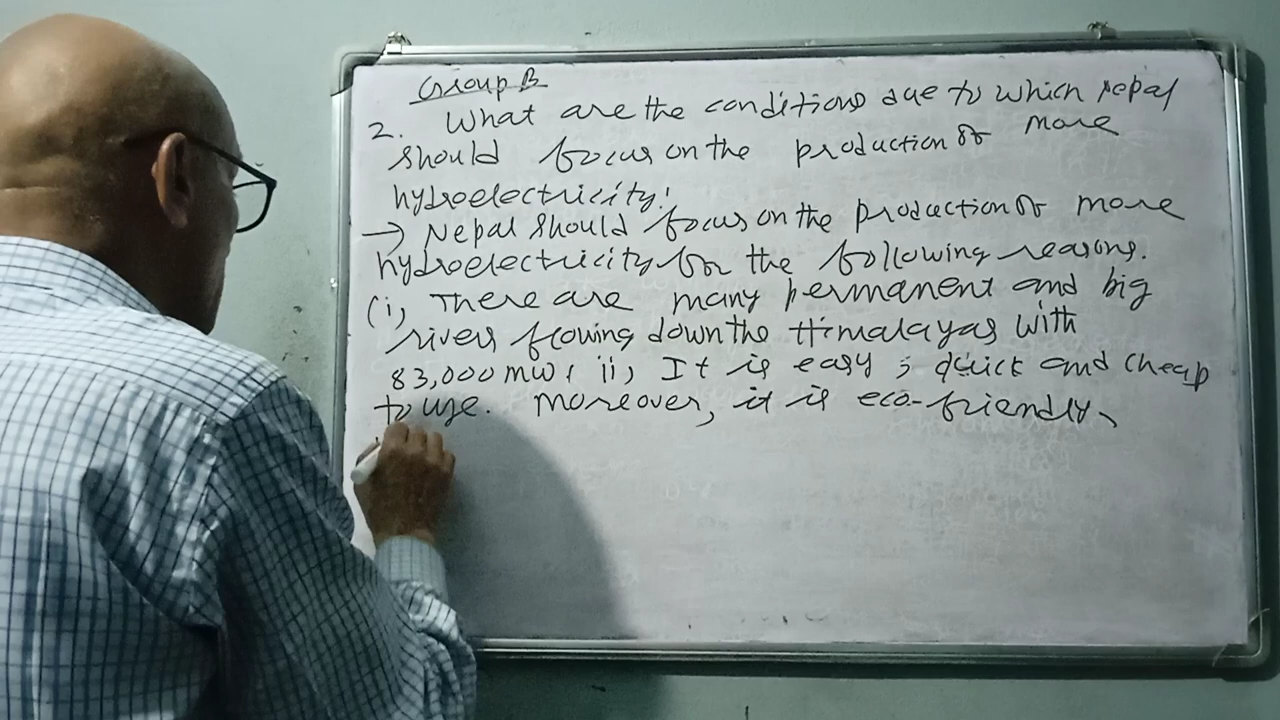 Group B
2. What are the conditions due to which Nepal
should focus on the production of more
hydroelectricity?
→ Nepal should focus on the production of more
hydroelectricity for the following reasons.
(i) There are many permanent and big
rivers flowing down the Himalayas with
83,000 MW. ii) It is easy, quick and cheap
to use. Moreover, it is eco-friendly.